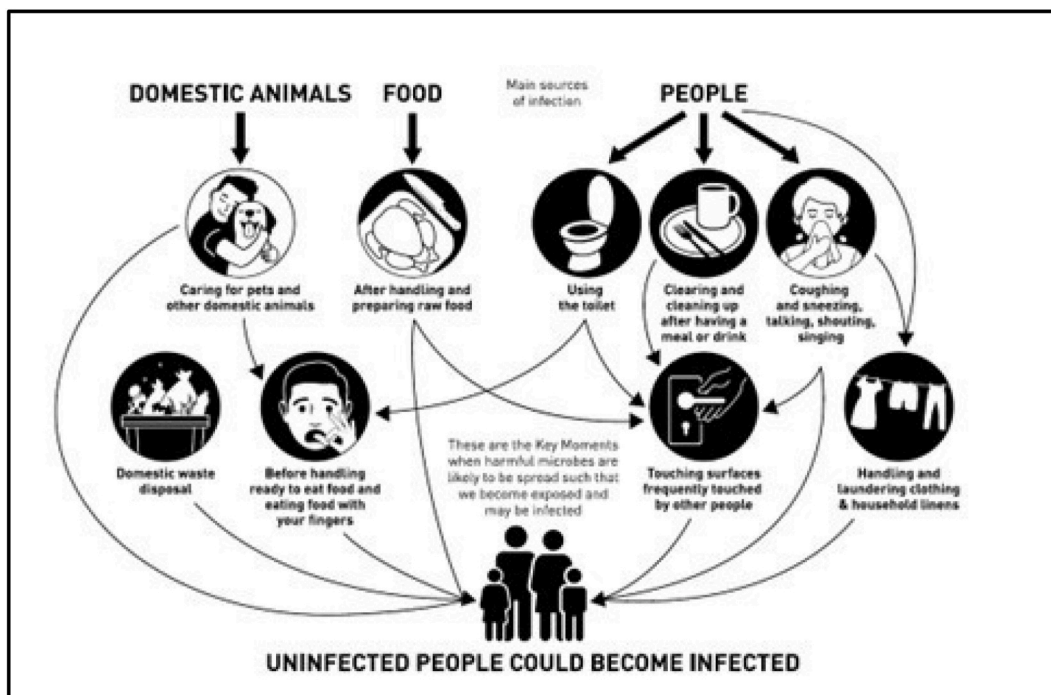 DOMESTIC ANIMALS
FOOD
Main sources
of infection
PEOPLE
Caring for pets and
other domestic animals
After handling and
preparing raw food
Using
the toilet
Clearing and
cleaning up
after having a
meal or drink
Coughing
and sneezing,
talking, shouting,
singing
Domestic waste
disposal
Before handling
ready to eat food and
eating food with
your fingers
These are the Key Moments
when harmful microbes are
likely to be spread such that
we become exposed and
may be infected
Touching surfaces
frequently touched
by other people
Handling and
laundering clothing
& household linens
UNINFECTED PEOPLE COULD BECOME INFECTED